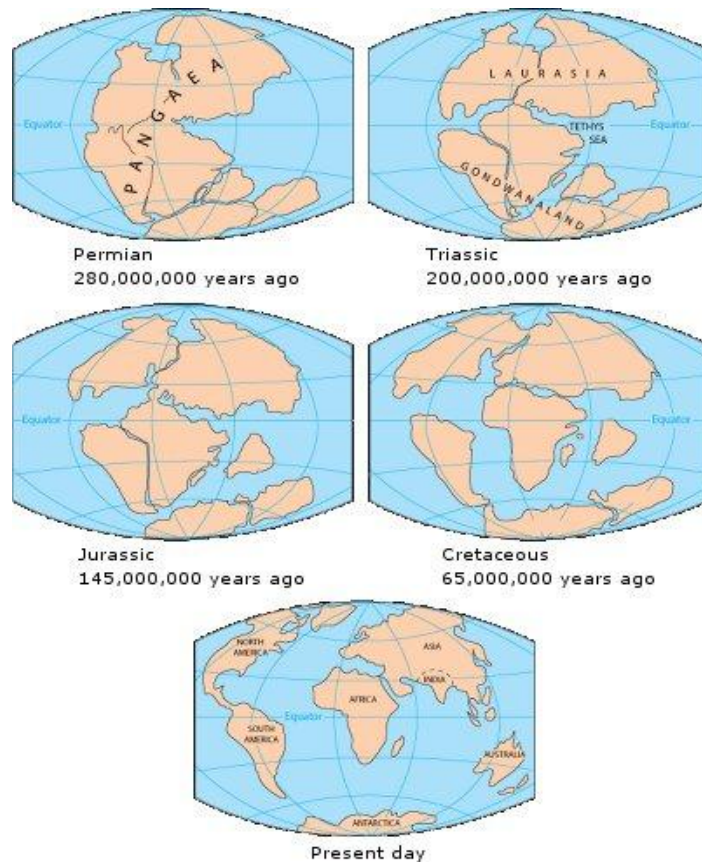 Equator
PANGAEA
Permian
280,000,000 years ago
LAURASIA
TETHYS
SEA
Equator
GONDWANALAND
Triassic
200,000,000 years ago
Equator
Jurassic
145,000,000 years ago
Equator
Cretaceous
65,000,000 years ago
NORTH
AMERICA
ASIA
INDIA
AFRICA
Equator
SOUTH
AMERICA
AUSTRALIA
ANTARCTICA
Present day